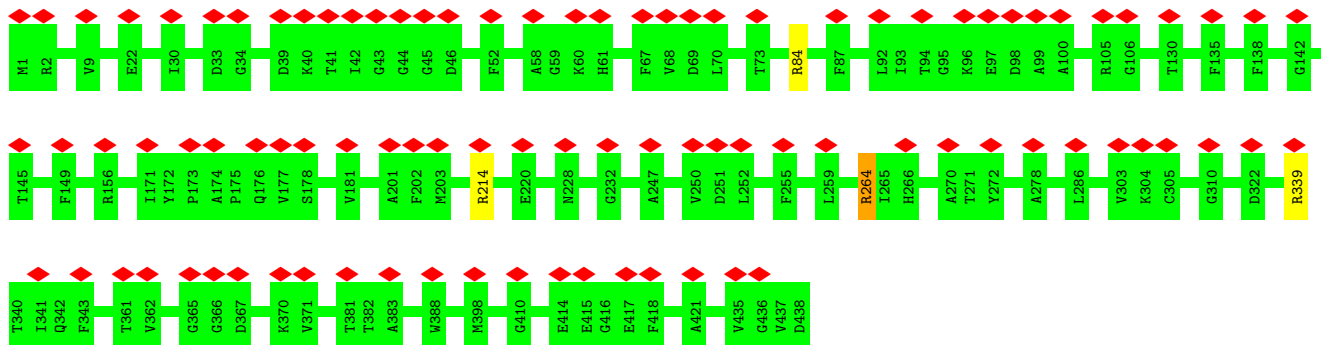 M1 R2 V9 E22 I30 D33 G34 D39 K40 T41 I42 G43 G44 G45 D46 F52 A58 G59 K60 H61 F67 V68 D69 L70 T73 R84 F87 L92 I93 T94 G95 K96 E97 D98 A99 A100 R105 G106 T130 F135 F138 G142
T145 F149 R156 I171 Y172 P173 A174 P175 Q176 V177 S178 V181 A201 F202 M203 R214 E220 N228 G232 A247 V250 D251 L252 F255 L259 R264 I265 H266 A270 T271 Y272 A278 L286 V303 K304 C305 G310 D322 R339
T340 I341 Q342 F343 T361 V362 G365 G366 D367 K370 V371 T381 T382 A383 W388 M398 G410 E414 E415 G416 E417 F418 A421 V435 G436 V437 D438